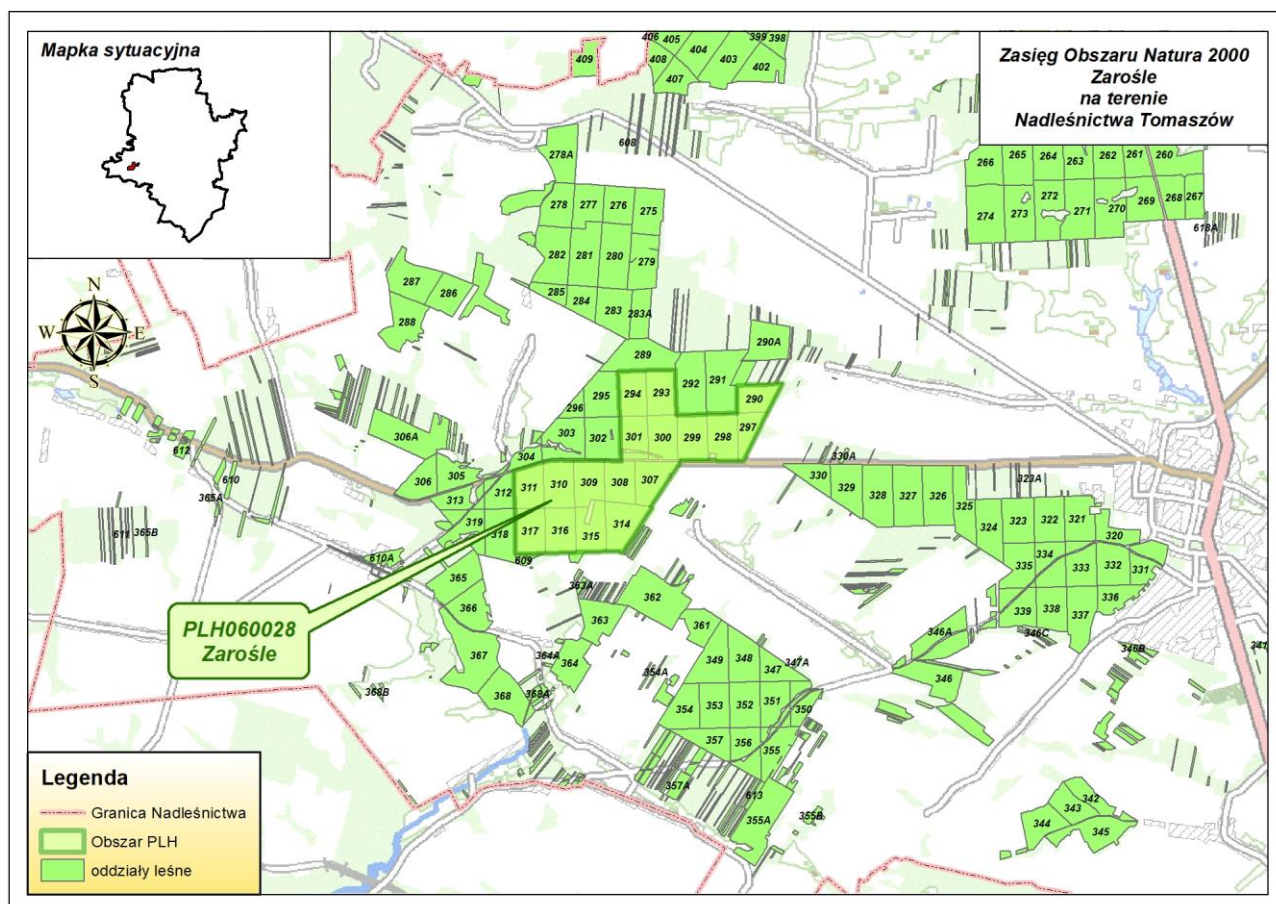 Mapka sytuacyjna
Zasięg Obszaru Natura 2000
Zarośle
na terenie
Nadleśnictwa Tomaszów
N
W E
S
409
406 405 404 403 399 398
408 407 402
608
278A
278 277 276 275
282 281 280 279
285 284 283 283A
287 286
288
266 265 264 263 262 261 260
274 273 272 271 270 269 268 267
618A
289 290A
292 291
294 293 290
296 295
303 302 301 300 299 298 297
304
306A
306 305
313 312 311 310 309 308 307
319 318 317 316 315 314
609
612
610
365A
611 365B
610A
330A
330 329 328 327 326 325
323A
324 323 322 321 320
335 334 333 332 331
339 338 337 336
346A 346C 346B
346
341
365
366
367
368
368A
368B
364A
364
363A
363
362
361
354A
349 348 347 347A
354 353 352 351 350
357 356 355
357A
613
355A
355B
342
343
344 345
PLH060028
Zarośle
Legenda
Granica Nadleśnictwa
Obszar PLH
oddziały leśne